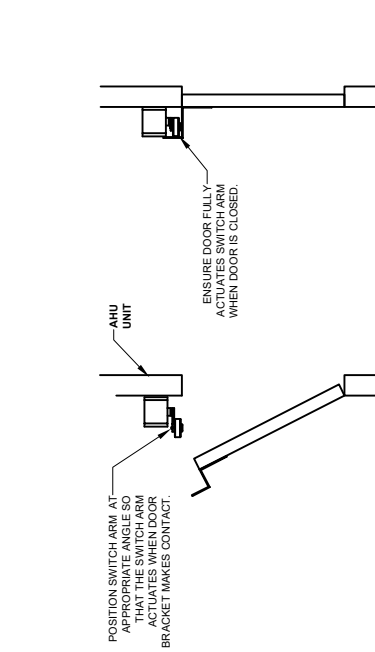 POSITION SWITCH ARM AT
APPROPRIATE ANGLE SO
THAT THE SWITCH ARM
ACTUATES WHEN DOOR
BRACKET MAKES CONTACT.
AHU
UNIT
ENSURE DOOR FULLY
ACTUATES SWITCH ARM
WHEN DOOR IS CLOSED.